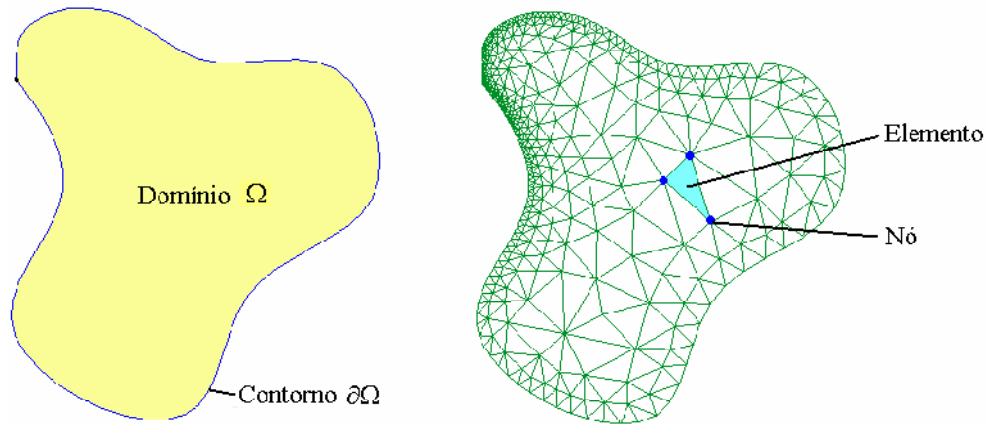 Domínio Ω
Contorno ∂Ω
Elemento
Nó